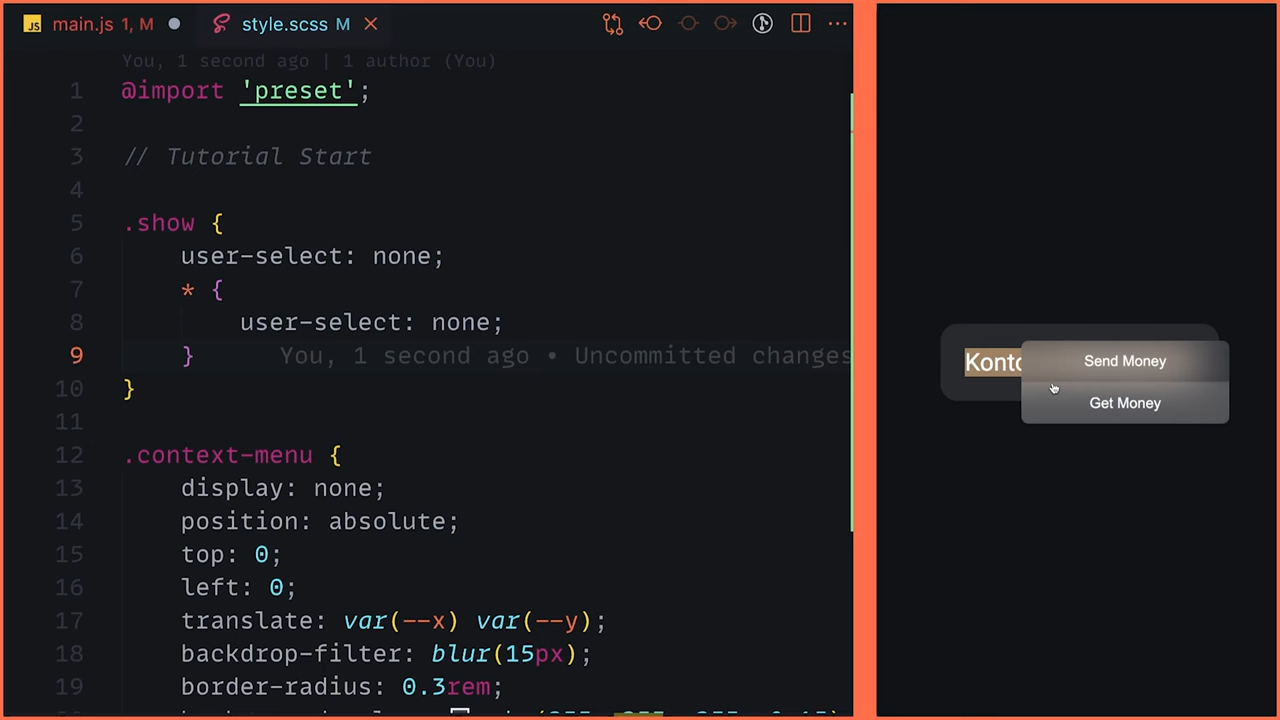 JS main.js 1, M ● style.scss M ×
You, 1 second ago | 1 author (You)
1 @import 'preset';
2
3 // Tutorial Start
4
5 .show {
6 user-select: none;
7 * {
8 user-select: none;
9 } You, 1 second ago • Uncommitted changes
10 }
11
12 .context-menu {
13 display: none;
14 position: absolute;
15 top: 0;
16 left: 0;
17 translate: var(--x) var(--y);
18 backdrop-filter: blur(15px);
19 border-radius: 0.3rem;
Konto
Send Money
Get Money